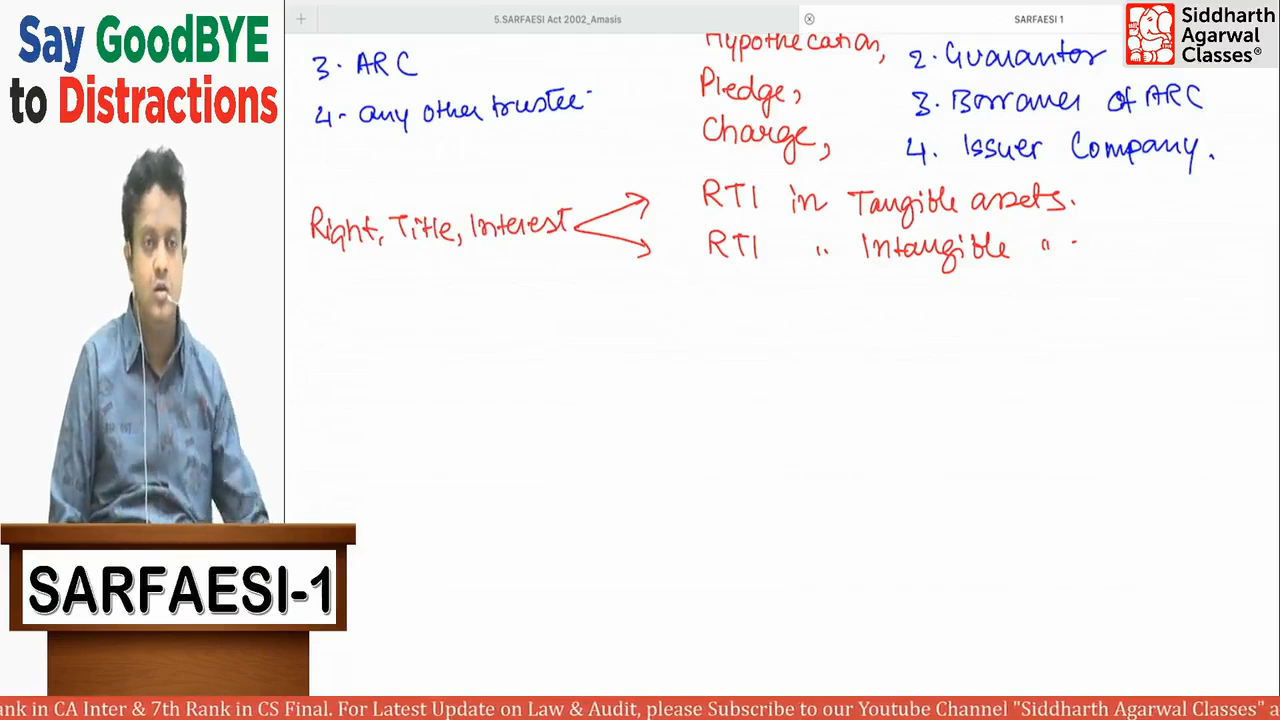 Say GoodBYE
to Distractions
5.SARFAESI Act 2002_Amasis
SARFAESI 1
Siddharth
Agarwal
Classes®
3. ARC
4. any other trustee
Hypothecation,
Pledge,
Charge,
2. Guarantor
3. Borrower of ARC
4. Issuer Company.
Right, Title, Interest
RTI in Tangible assets.
RTI " Intangible " .
SARFAESI-1
ank in CA Inter & 7th Rank in CS Final. For Latest Update on Law & Audit, please Subscribe to our Youtube Channel "Siddharth Agarwal Classes" a